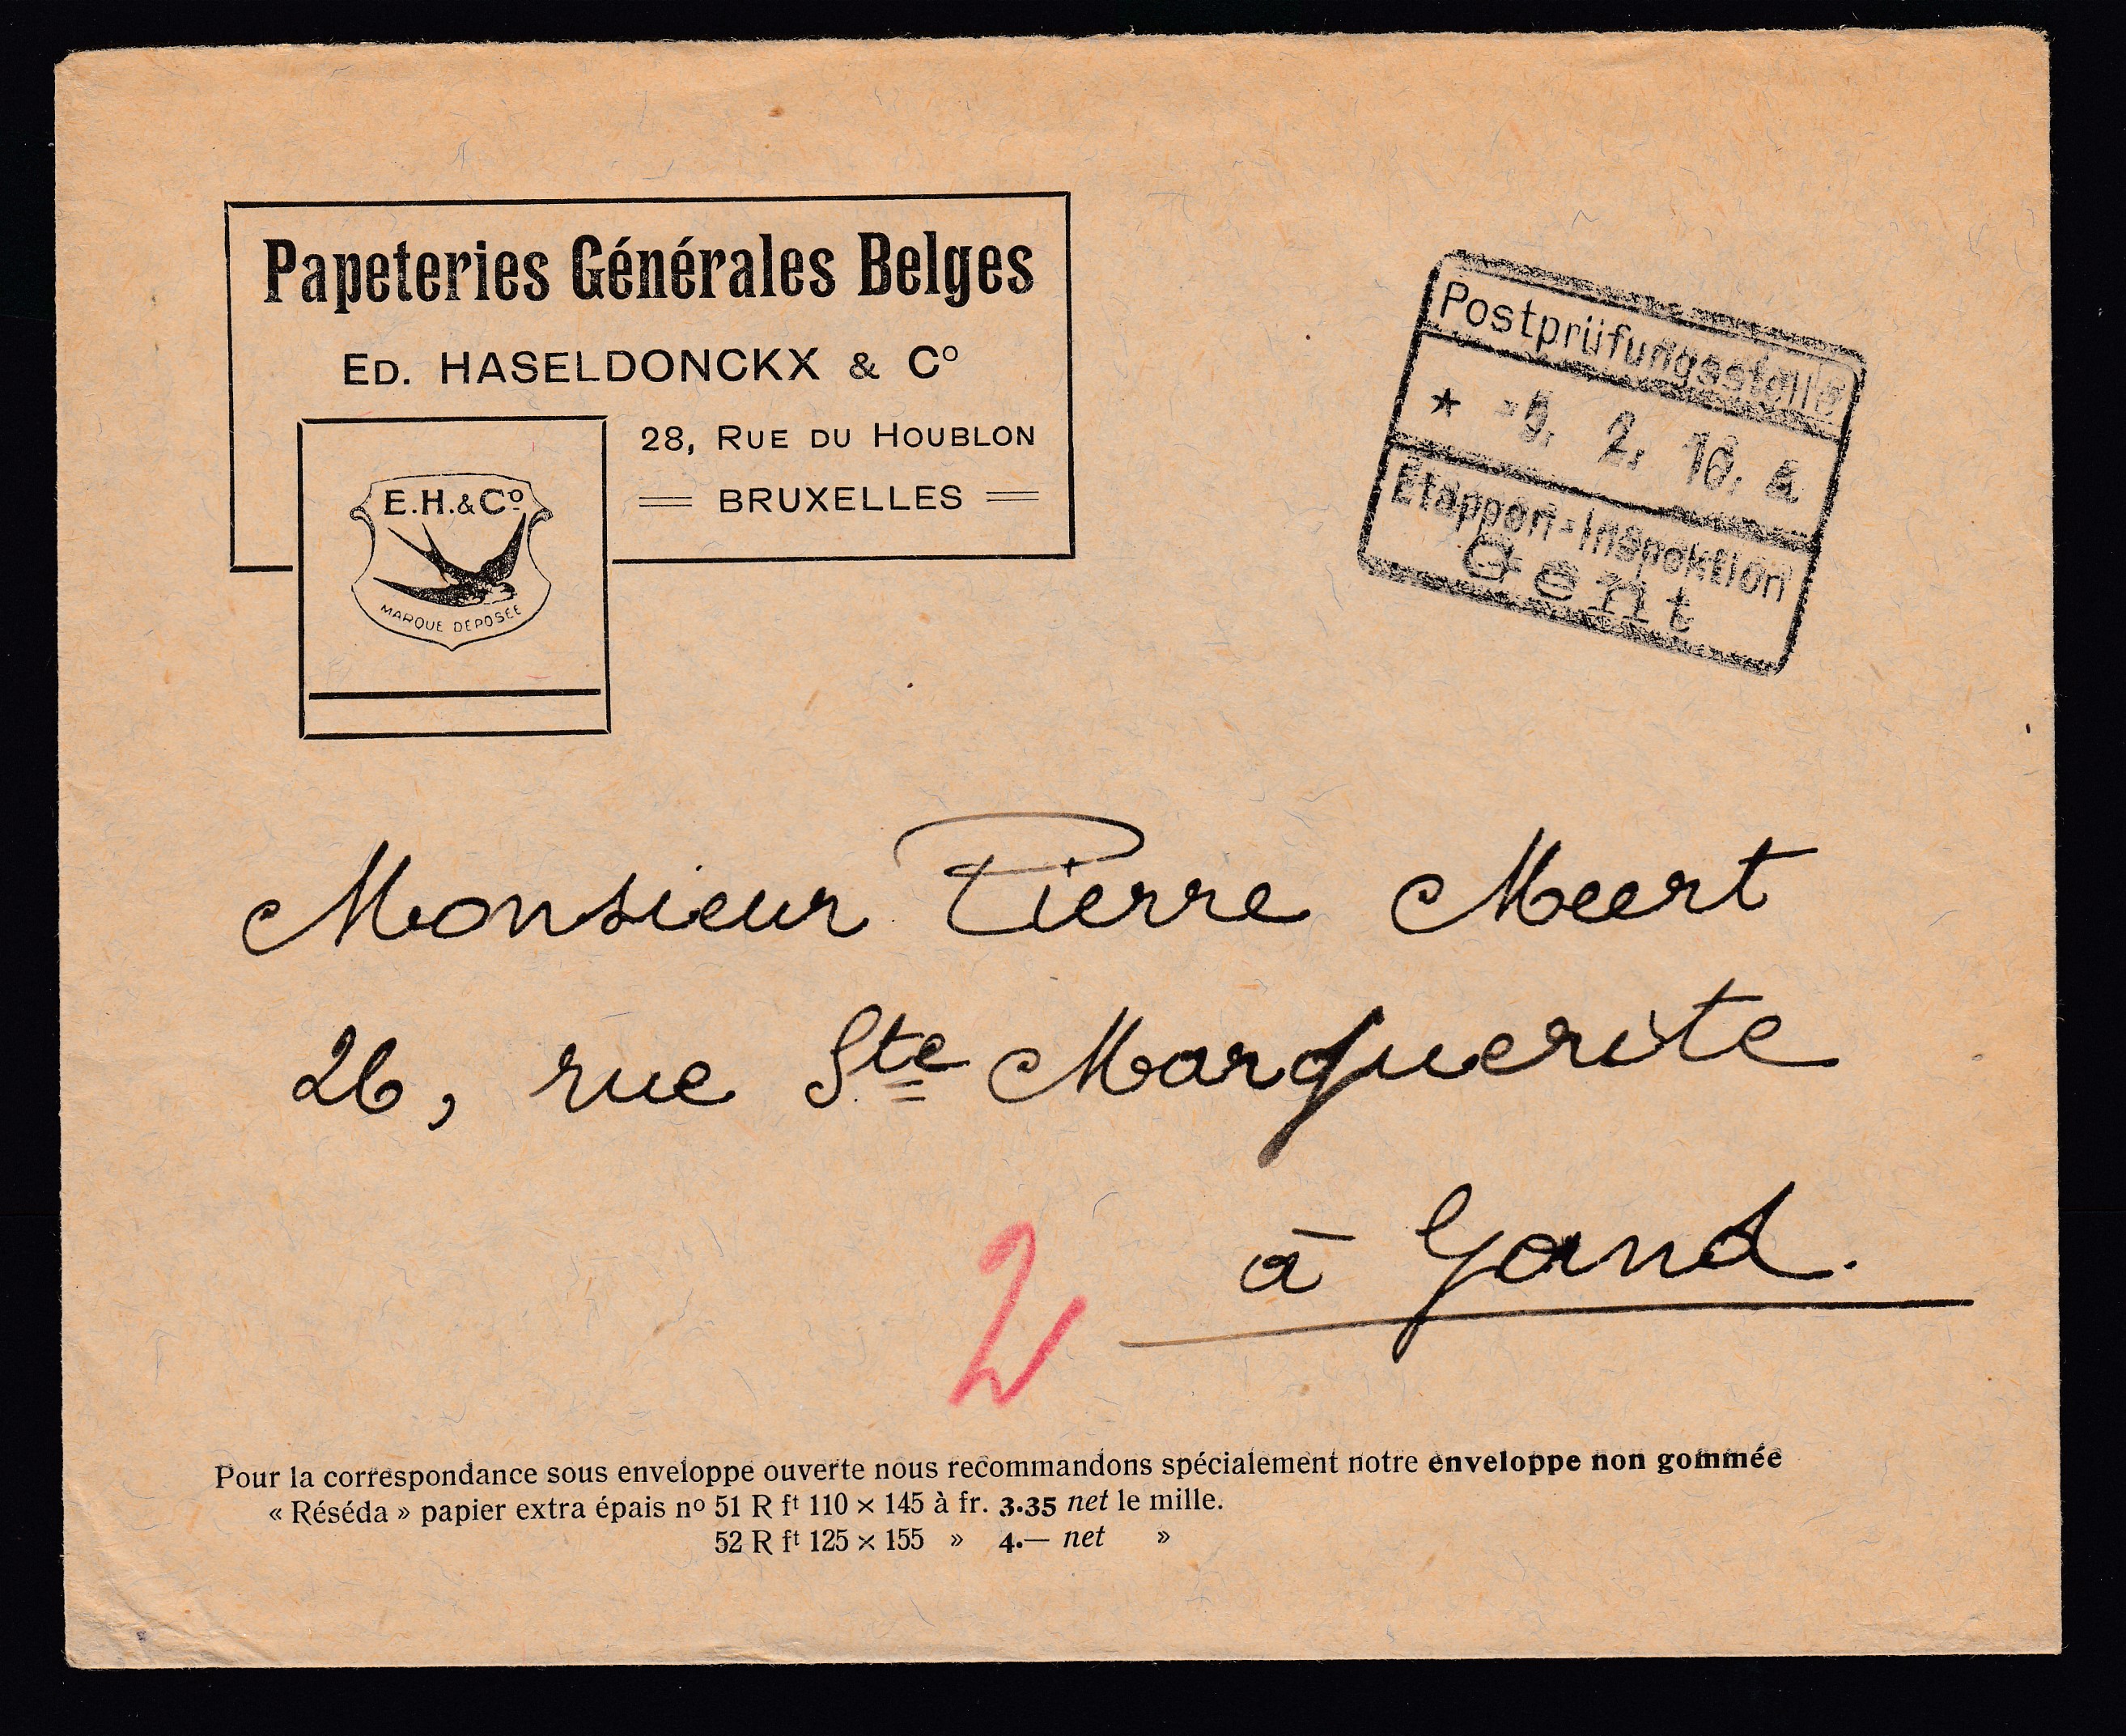 Papeteries Générales Belges
ED. HASELDONCKX & Cº
28, RUE DU HOUBLON
BRUXELLES
E.H.&Cº
MARQUE DEPOSÉE
Postprüfungsstelle
★ -5. 2. 16. a
Etappen-Inspektion
Gent
Monsieur Pierre Meert
26, rue Ste Marguerite
à Gand.
2
Pour la correspondance sous enveloppe ouverte nous recommandons spécialement notre enveloppe non gommée
« Réséda » papier extra épais nº 51 R fᵗ 110 × 145 à fr. 3.35 net le mille.
52 R fᵗ 125 × 155 » 4.— net »